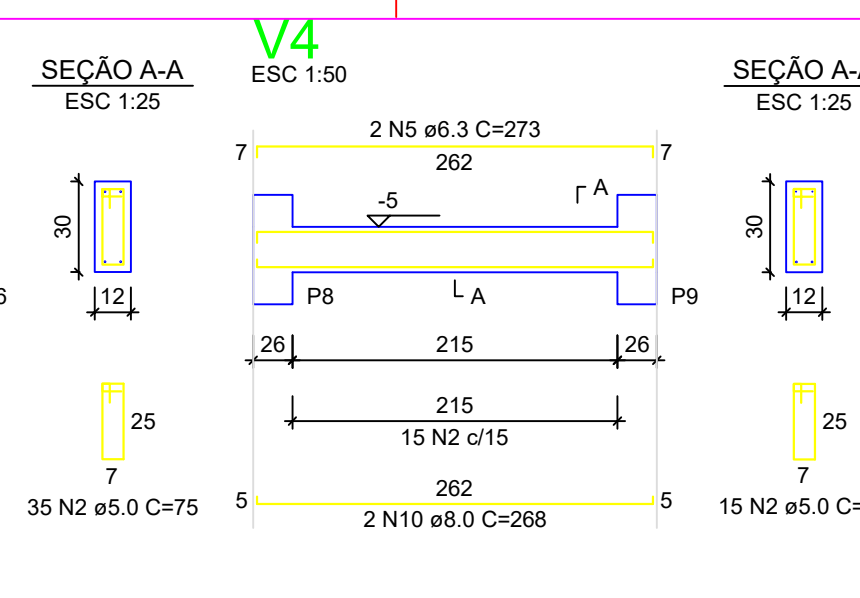 V4
ESC 1:50
SEÇÃO A-A
ESC 1:25
30
12
25
7
35 N2 ø5.0 C=75
2 N5 ø6.3 C=273
7
262
7
A
-5
A
P8
P9
26
215
26
215
15 N2 c/15
5
262
5
2 N10 ø8.0 C=268
SEÇÃO A-
ESC 1:25
30
12
25
7
15 N2 ø5.0 C=